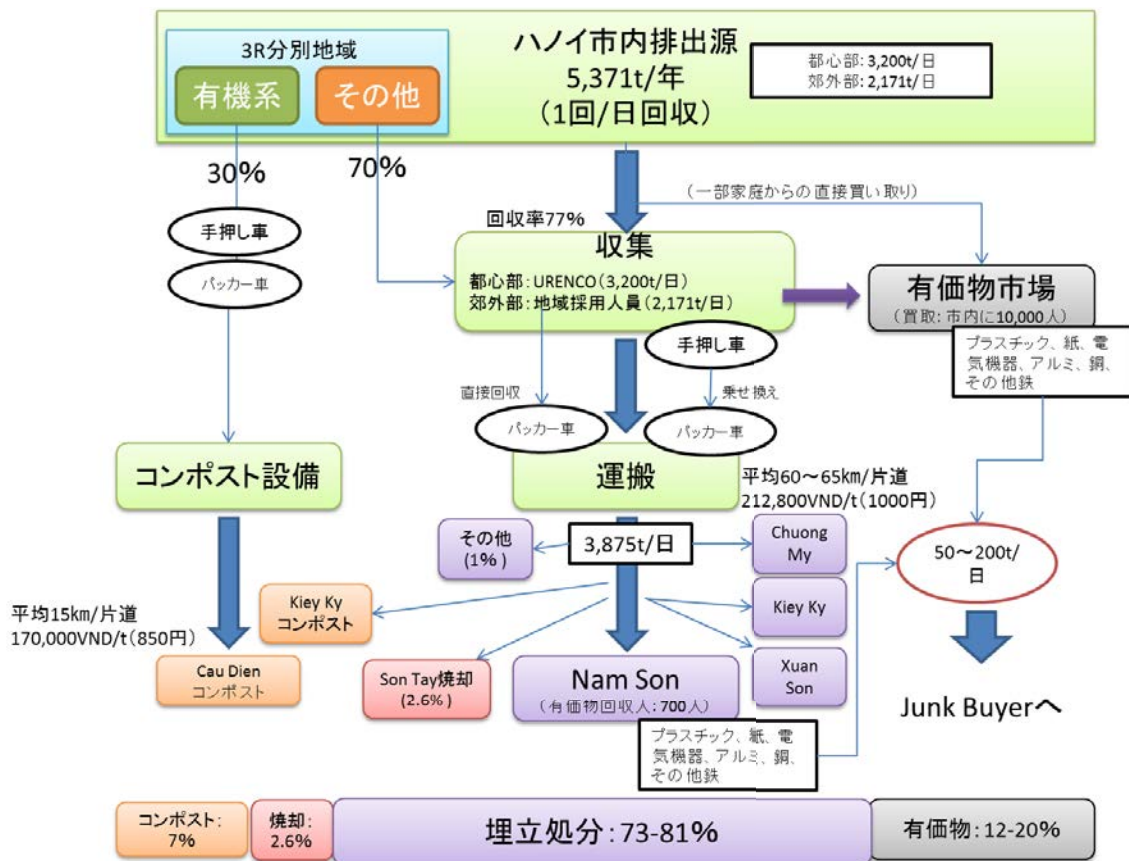 3R分別地域
有機系
その他
ハノイ市内排出源
5,371t/年
(1回/日回収)
都心部:3,200t/日
郊外部:2,171t/日
30%
70%
手押し車
パッカー車
(一部家庭からの直接買い取り)
回収率77%
収集
都心部:URENCO(3,200t/日)
郊外部:地域採用人員(2,171t/日)
有価物市場
(買取:市内に10,000人)
プラスチック、紙、電
気機器、アルミ、銅、
その他鉄
手押し車
直接回収
乗せ換え
パッカー車
パッカー車
コンポスト設備
運搬
平均60~65km/片道
212,800VND/t(1000円)
その他
(1%)
3,875t/日
Chuong
My
50~200t/
日
平均15km/片道
170,000VND/t(850円)
Kiey Ky
コンポスト
Kiey Ky
Cau Dien
コンポスト
Son Tay焼却
(2.6%)
Nam Son
(有価物回収人:700人)
Xuan
Son
Junk Buyerへ
プラスチック、紙、電
気機器、アルミ、銅、
その他鉄
コンポスト:
7%
焼却:
2.6%
埋立処分:73-81%
有価物:12-20%